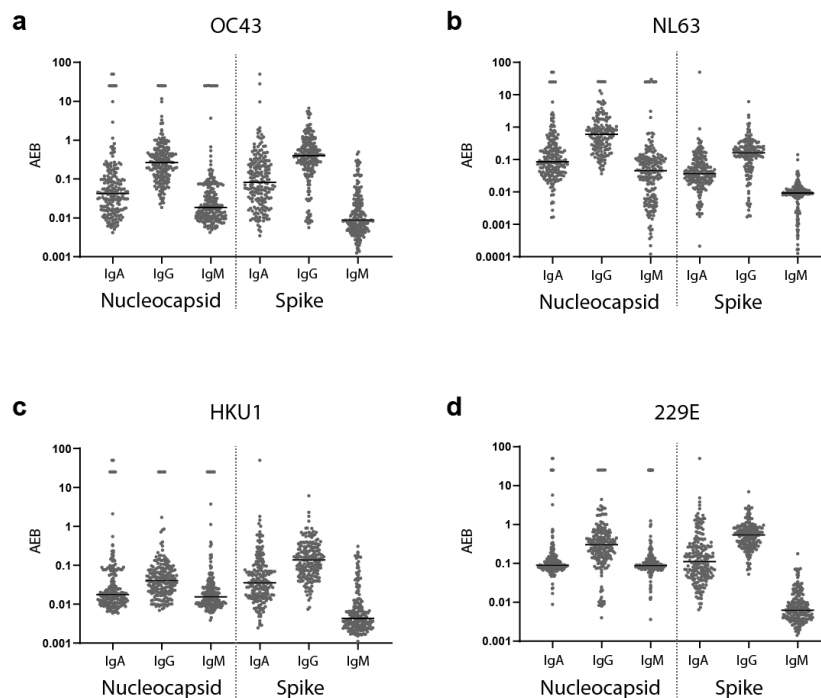 a
OC43
100
10
1
0.1
0.01
0.001
AEB
IgA IgG IgM IgA IgG IgM
Nucleocapsid Spike
b
NL63
100
10
1
0.1
0.01
0.001
0.0001
AEB
IgA IgG IgM IgA IgG IgM
Nucleocapsid Spike
c
HKU1
100
10
1
0.1
0.01
0.001
AEB
IgA IgG IgM IgA IgG IgM
Nucleocapsid Spike
d
229E
100
10
1
0.1
0.01
0.001
AEB
IgA IgG IgM IgA IgG IgM
Nucleocapsid Spike